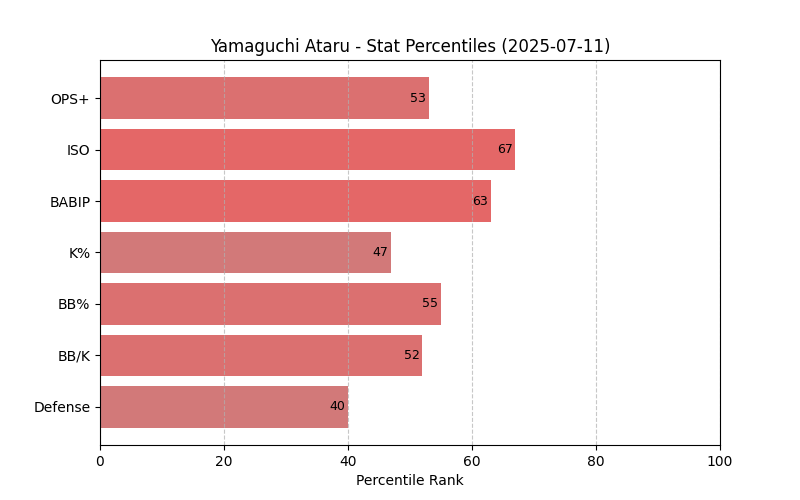 Yamaguchi Ataru - Stat Percentiles (2025-07-11)
OPS+ 53
ISO 67
BABIP 63
K% 47
BB% 55
BB/K 52
Defense 40
0 20 40 60 80 100
Percentile Rank